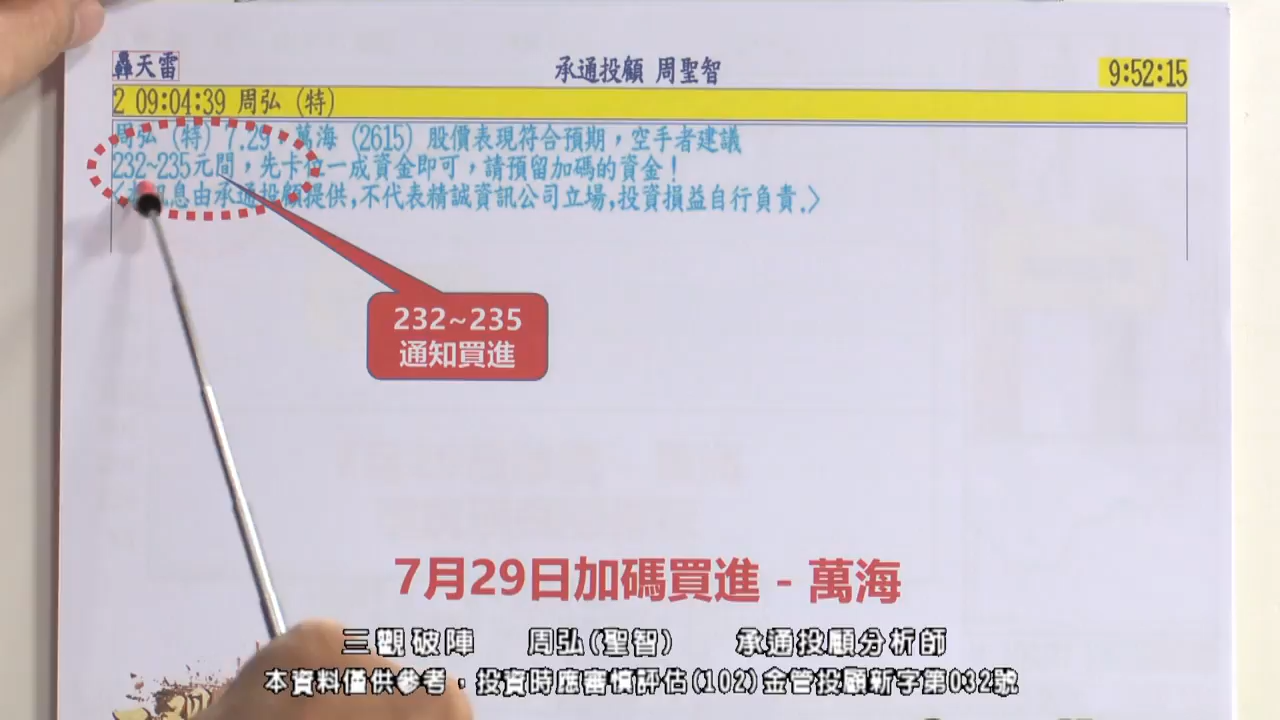 轟天雷
承通投顧 周聖智
9:52:15
2 09:04:39 周弘 (特)
周弘 (特) 7.29，萬海 (2615) 股價表現符合預期，空手者建議
232~235元間，先卡位一成資金即可，請預留加碼的資金！
〈本訊息由承通投顧提供,不代表精誠資訊公司立場,投資損益自行負責.〉
232~235
通知買進
7月29日加碼買進 - 萬海
三觀破陣 周弘(聖智) 承通投顧分析師
本資料僅供參考，投資時應審慎評估(102)金管投顧新字第032號